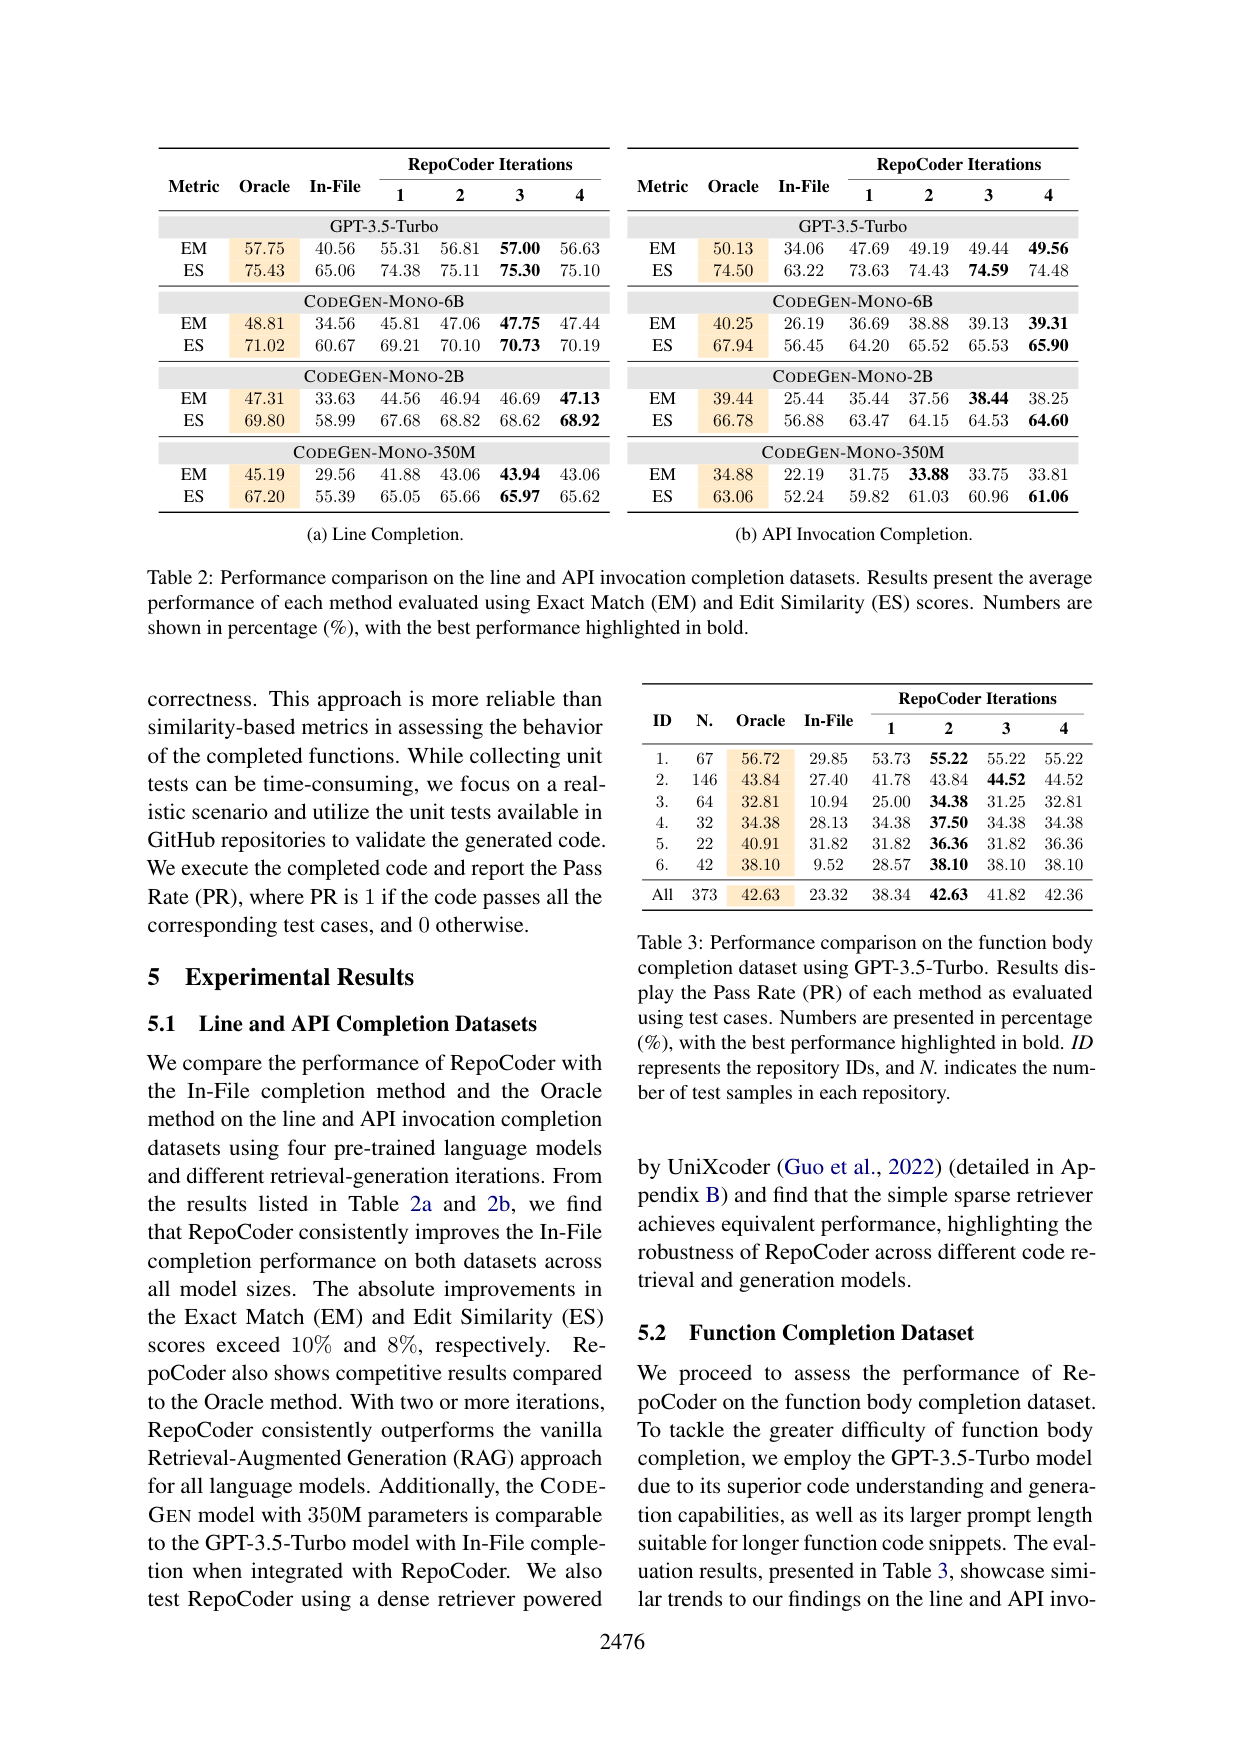 RepoCoder Iterations
Metric Oracle In-File
1 2 3 4
GPT-3.5-Turbo
EM 57.75 40.56 55.31 56.81 57.00 56.63
ES 75.43 65.06 74.38 75.11 75.30 75.10
CODEGEN-MONO-6B
EM 48.81 34.56 45.81 47.06 47.75 47.44
ES 71.02 60.67 69.21 70.10 70.73 70.19
CODEGEN-MONO-2B
EM 47.31 33.63 44.56 46.94 46.69 47.13
ES 69.80 58.99 67.68 68.82 68.62 68.92
CODEGEN-MONO-350M
EM 45.19 29.56 41.88 43.06 43.94 43.06
ES 67.20 55.39 65.05 65.66 65.97 65.62
(a) Line Completion.
RepoCoder Iterations
Metric Oracle In-File
1 2 3 4
GPT-3.5-Turbo
EM 50.13 34.06 47.69 49.19 49.44 49.56
ES 74.50 63.22 73.63 74.43 74.59 74.48
CODEGEN-MONO-6B
EM 40.25 26.19 36.69 38.88 39.13 39.31
ES 67.94 56.45 64.20 65.52 65.53 65.90
CODEGEN-MONO-2B
EM 39.44 25.44 35.44 37.56 38.44 38.25
ES 66.78 56.88 63.47 64.15 64.53 64.60
CODEGEN-MONO-350M
EM 34.88 22.19 31.75 33.88 33.75 33.81
ES 63.06 52.24 59.82 61.03 60.96 61.06
(b) API Invocation Completion.
Table 2: Performance comparison on the line and API invocation completion datasets. Results present the average
performance of each method evaluated using Exact Match (EM) and Edit Similarity (ES) scores. Numbers are
shown in percentage (%), with the best performance highlighted in bold.
correctness. This approach is more reliable than
similarity-based metrics in assessing the behavior
of the completed functions. While collecting unit
tests can be time-consuming, we focus on a real-
istic scenario and utilize the unit tests available in
GitHub repositories to validate the generated code.
We execute the completed code and report the Pass
Rate (PR), where PR is 1 if the code passes all the
corresponding test cases, and 0 otherwise.
5 Experimental Results
5.1 Line and API Completion Datasets
We compare the performance of RepoCoder with
the In-File completion method and the Oracle
method on the line and API invocation completion
datasets using four pre-trained language models
and different retrieval-generation iterations. From
the results listed in Table 2a and 2b, we find
that RepoCoder consistently improves the In-File
completion performance on both datasets across
all model sizes. The absolute improvements in
the Exact Match (EM) and Edit Similarity (ES)
scores exceed 10% and 8%, respectively. Re-
poCoder also shows competitive results compared
to the Oracle method. With two or more iterations,
RepoCoder consistently outperforms the vanilla
Retrieval-Augmented Generation (RAG) approach
for all language models. Additionally, the CODE-
GEN model with 350M parameters is comparable
to the GPT-3.5-Turbo model with In-File comple-
tion when integrated with RepoCoder. We also
test RepoCoder using a dense retriever powered
RepoCoder Iterations
ID N. Oracle In-File
1 2 3 4
1. 67 56.72 29.85 53.73 55.22 55.22 55.22
2. 146 43.84 27.40 41.78 43.84 44.52 44.52
3. 64 32.81 10.94 25.00 34.38 31.25 32.81
4. 32 34.38 28.13 34.38 37.50 34.38 34.38
5. 22 40.91 31.82 31.82 36.36 31.82 36.36
6. 42 38.10 9.52 28.57 38.10 38.10 38.10
All 373 42.63 23.32 38.34 42.63 41.82 42.36
Table 3: Performance comparison on the function body
completion dataset using GPT-3.5-Turbo. Results dis-
play the Pass Rate (PR) of each method as evaluated
using test cases. Numbers are presented in percentage
(%), with the best performance highlighted in bold. ID
represents the repository IDs, and N. indicates the num-
ber of test samples in each repository.
by UniXcoder (Guo et al., 2022) (detailed in Ap-
pendix B) and find that the simple sparse retriever
achieves equivalent performance, highlighting the
robustness of RepoCoder across different code re-
trieval and generation models.
5.2 Function Completion Dataset
We proceed to assess the performance of Re-
poCoder on the function body completion dataset.
To tackle the greater difficulty of function body
completion, we employ the GPT-3.5-Turbo model
due to its superior code understanding and genera-
tion capabilities, as well as its larger prompt length
suitable for longer function code snippets. The eval-
uation results, presented in Table 3, showcase simi-
lar trends to our findings on the line and API invo-
2476